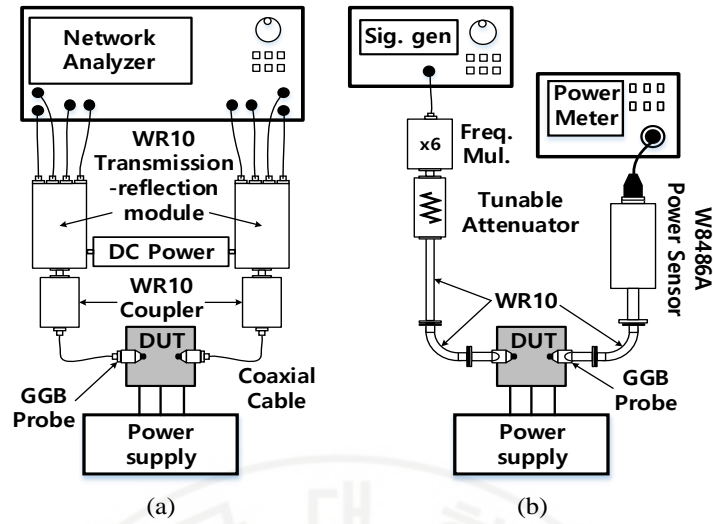 Network
Analyzer
WR10
Transmission
-reflection
module
DC Power
WR10
Coupler
DUT
GGB
Probe
Coaxial
Cable
Power
supply
(a)
Sig. gen
Power
Meter
x6
Freq.
Mul.
Tunable
Attenuator
W8486A
Power Sensor
WR10
DUT
GGB
Probe
Power
supply
(b)